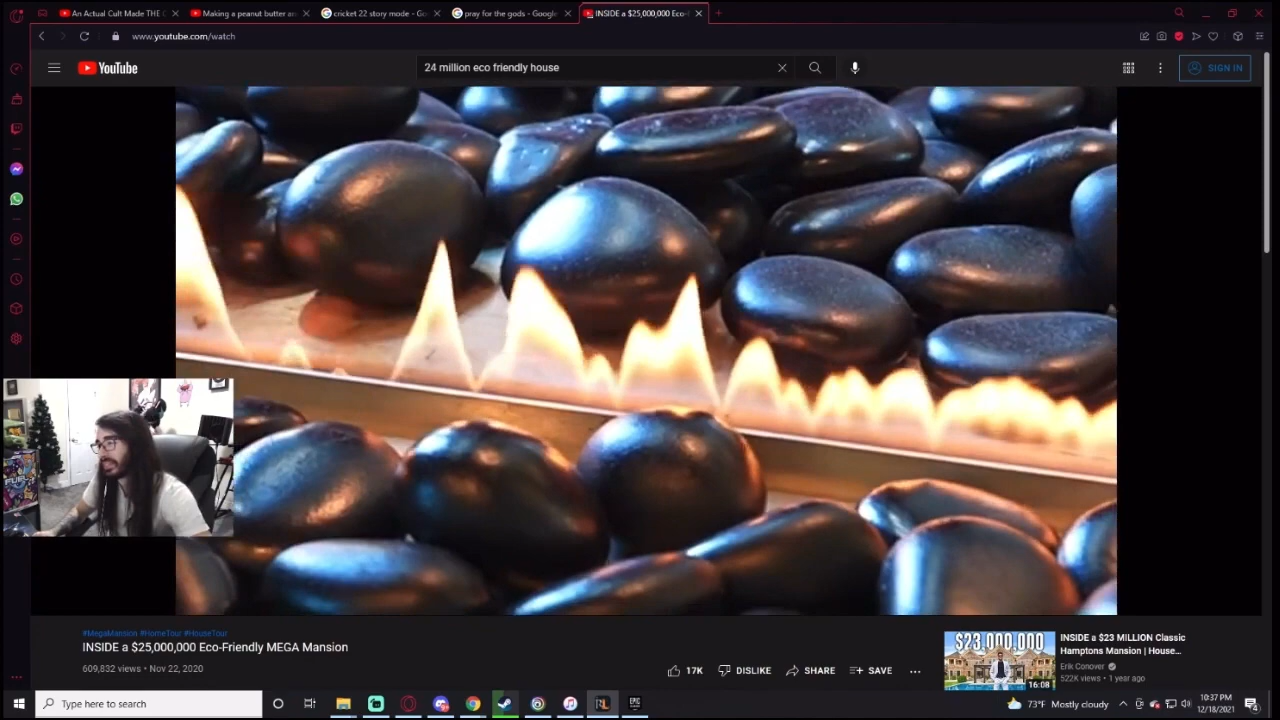 An Actual Cult Made THE C
Making a peanut butter an
cricket 22 story mode - Go
pray for the gods - Google
INSIDE a $25,000,000 Eco-F
www.youtube.com/watch
YouTube
24 million eco friendly house
SIGN IN
#MegaMansion #HomeTour #HouseTour
INSIDE a $25,000,000 Eco-Friendly MEGA Mansion
609,832 views • Nov 22, 2020
17K
DISLIKE
SHARE
SAVE
$23,000,000
16:08
INSIDE a $23 MILLION Classic
Hamptons Mansion | House...
Erik Conover
522K views • 1 year ago
Type here to search
RL
EPIC
73°F Mostly cloudy
10:37 PM
12/18/2021